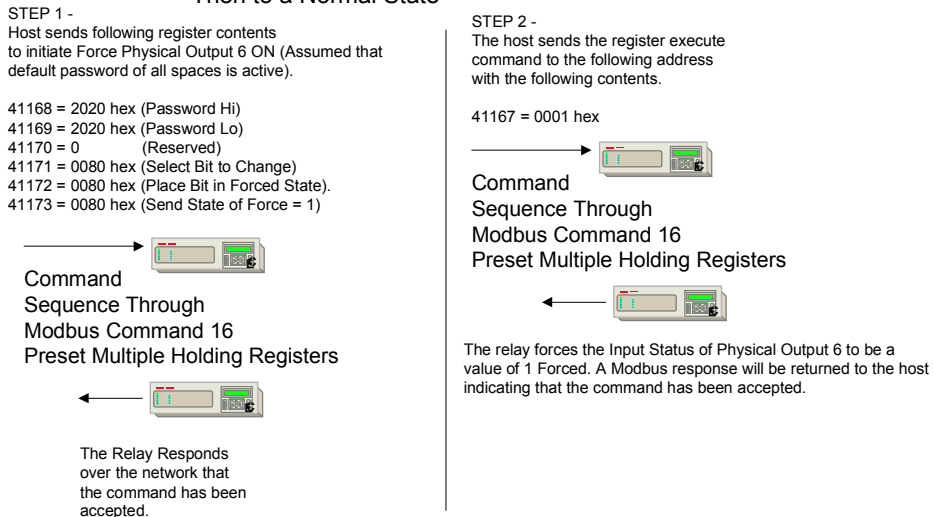 Then to a Normal State
STEP 1 -
Host sends following register contents
to initiate Force Physical Output 6 ON (Assumed that
default password of all spaces is active).
41168 = 2020 hex (Password Hi)
41169 = 2020 hex (Password Lo)
41170 = 0 (Reserved)
41171 = 0080 hex (Select Bit to Change)
41172 = 0080 hex (Place Bit in Forced State).
41173 = 0080 hex (Send State of Force = 1)
Command
Sequence Through
Modbus Command 16
Preset Multiple Holding Registers
The Relay Responds
over the network that
the command has been
accepted.
STEP 2 -
The host sends the register execute
command to the following address
with the following contents.
41167 = 0001 hex
Command
Sequence Through
Modbus Command 16
Preset Multiple Holding Registers
The relay forces the Input Status of Physical Output 6 to be a
value of 1 Forced. A Modbus response will be returned to the host
indicating that the command has been accepted.